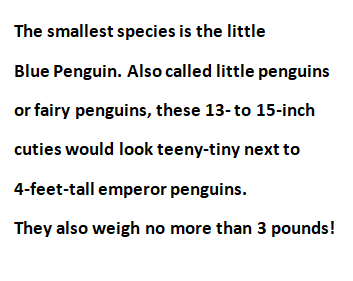 The smallest species is the little
Blue Penguin. Also called little penguins
or fairy penguins, these 13- to 15-inch
cuties would look teeny-tiny next to
4-feet-tall emperor penguins.
They also weigh no more than 3 pounds!